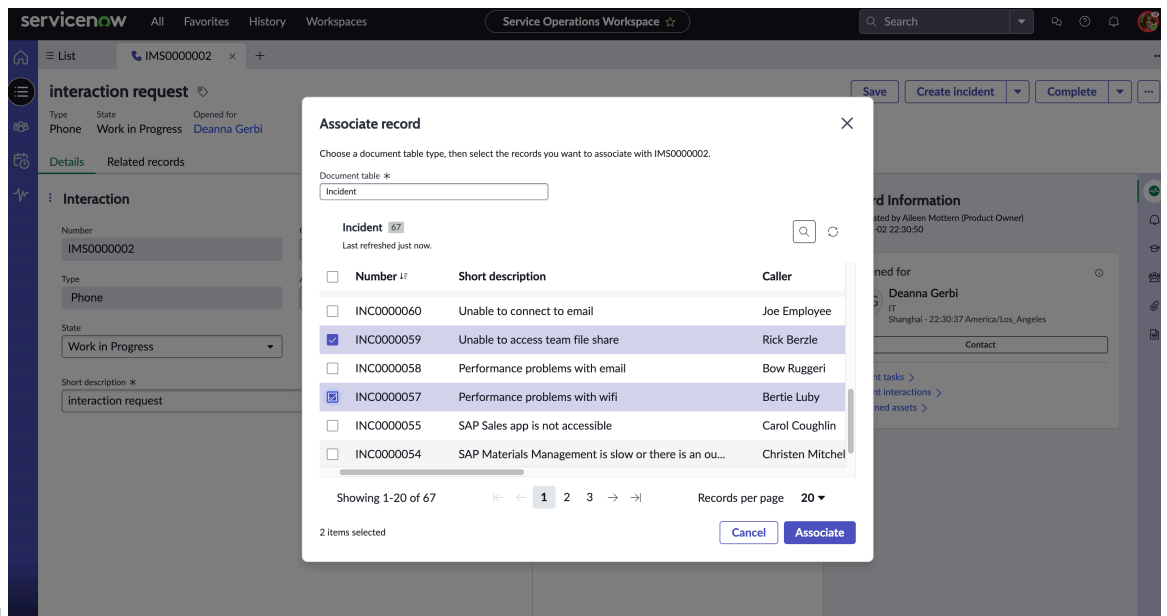 servicenow All Favorites History Workspaces Service Operations Workspace Search
List IMS0000002
interaction request
Save Create incident Complete
Type State Opened for
Phone Work in Progress Deanna Gerbi
Details Related records
Interaction
Number
IMS0000002
Type
Phone
State
Work in Progress
Short description *
interaction request
Associate record
Choose a document table type, then select the records you want to associate with IMS0000002.
Document table *
Incident
Incident 67
Last refreshed just now.
Number Short description Caller
INC0000060 Unable to connect to email Joe Employee
INC0000059 Unable to access team file share Rick Berzle
INC0000058 Performance problems with email Bow Ruggeri
INC0000057 Performance problems with wifi Bertie Luby
INC0000055 SAP Sales app is not accessible Carol Coughlin
INC0000054 SAP Materials Management is slow or there is an ou... Christen Mitchel
Showing 1-20 of 67 1 2 3 Records per page 20
2 items selected Cancel Associate
rd Information
ated by Aileen Mottern (Product Owner)
-02 22:30:50
ned for
Deanna Gerbi
IT
Shanghai - 22:30:37 America/Los_Angeles
Contact
nt tasks
nt interactions
ned assets